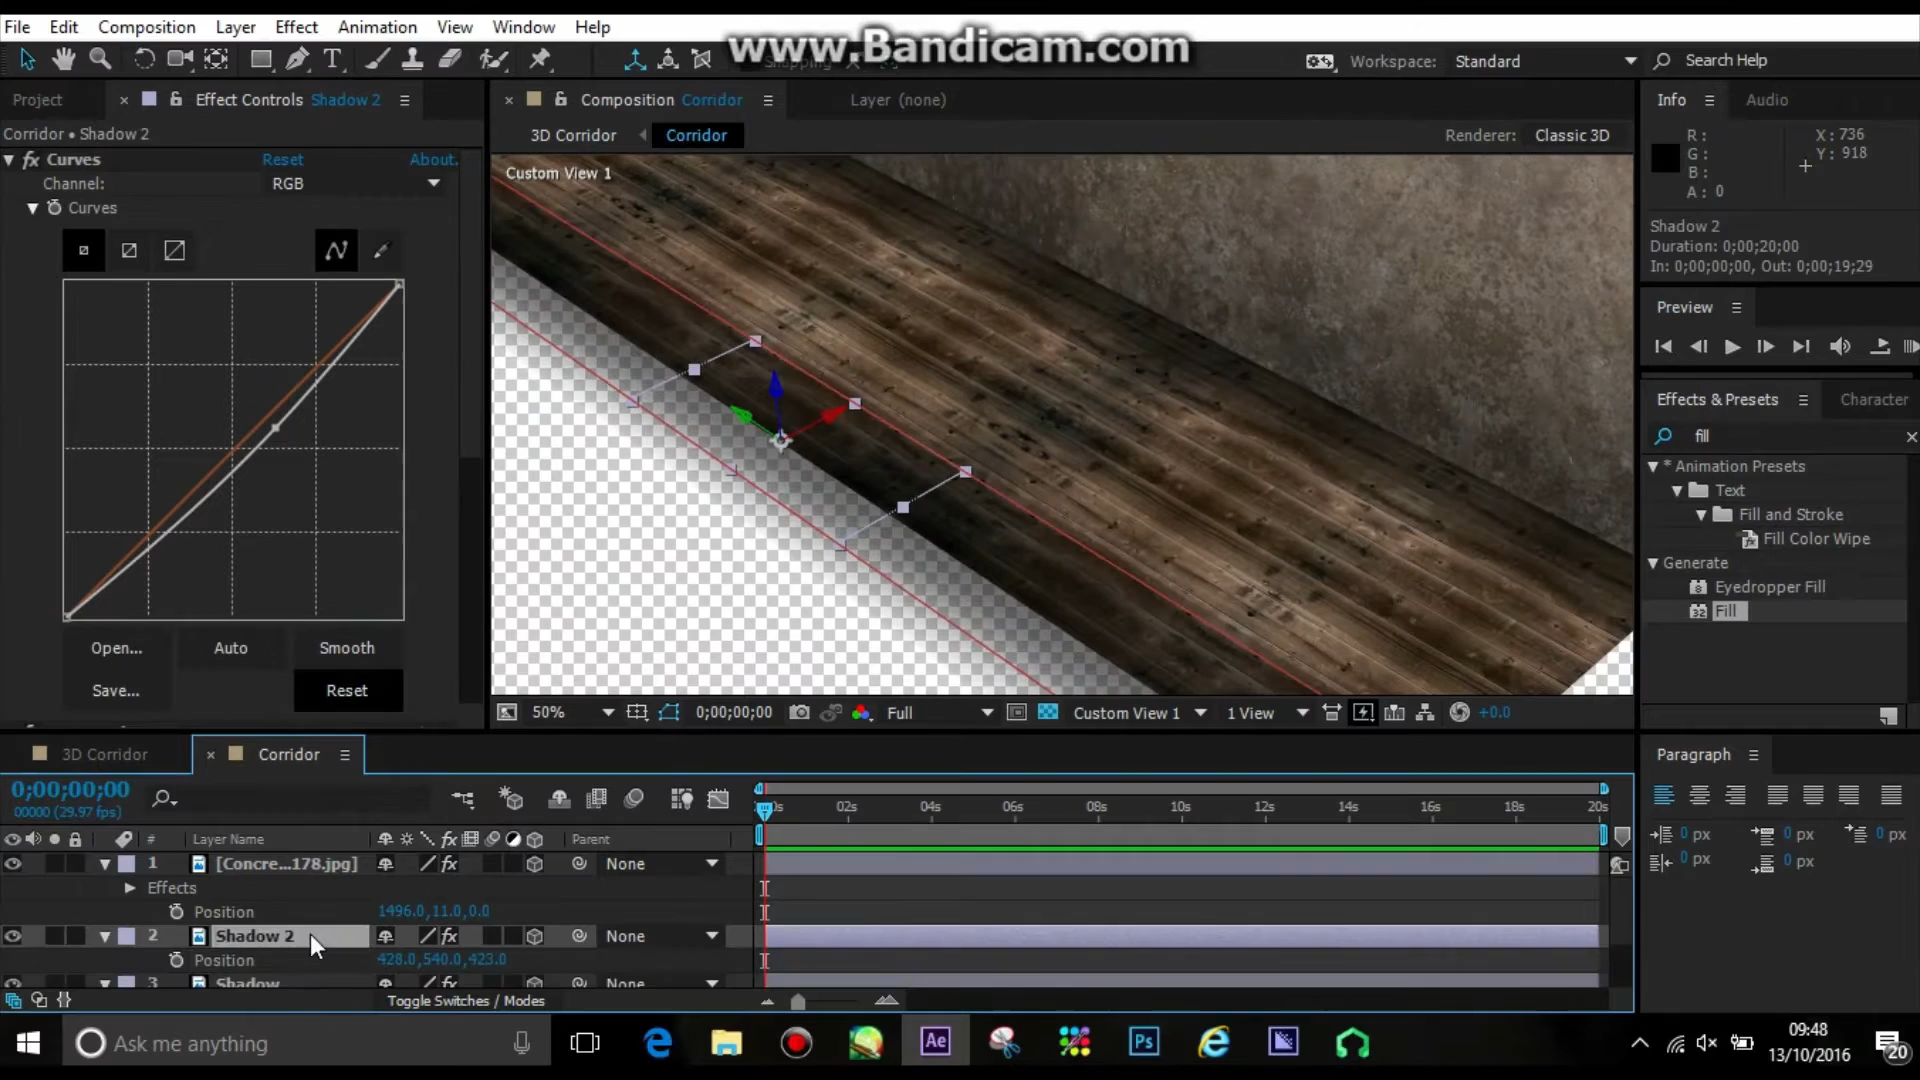 File Edit Composition Layer Effect Animation View Window Help
www.Bandicam.com
Snapping
Workspace: Standard
Search Help
Project
Effect Controls Shadow 2
Composition Corridor
Layer (none)
Info
Audio
Corridor • Shadow 2
3D Corridor
Corridor
Renderer: Classic 3D
R:
G:
B:
A: 0
X: 736
Y: 918
fx Curves
Reset
About.
Channel:
RGB
Curves
Custom View 1
Shadow 2
Duration: 0;00;20;00
In: 0;00;00;00, Out: 0;00;19;29
Preview
Effects & Presets
Character
fill
* Animation Presets
Text
Fill and Stroke
Fill Color Wipe
Generate
Eyedropper Fill
Fill
Open...
Auto
Smooth
Save...
Reset
50%
0;00;00;00
Full
Custom View 1
1 View
+0.0
3D Corridor
Corridor
Paragraph
0;00;00;00
00000 (29.97 fps)
0s 02s 04s 06s 08s 10s 12s 14s 16s 18s 20s
# Layer Name
Parent
0 px 0 px 0 px
0 px 0 px
1 [Concre...178.jpg] None
Effects
Position 1496.0,11.0,0.0
2 Shadow 2 None
Position 428.0,540.0,423.0
3 Shadow None
Toggle Switches / Modes
Ask me anything
Ae
Ps
09:48
13/10/2016
20